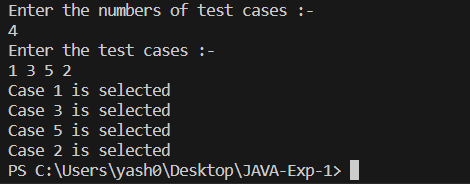 Enter the numbers of test cases :-
4
Enter the test cases :-
1 3 5 2
Case 1 is selected
Case 3 is selected
Case 5 is selected
Case 2 is selected
PS C:\Users\yash0\Desktop\JAVA-Exp-1>